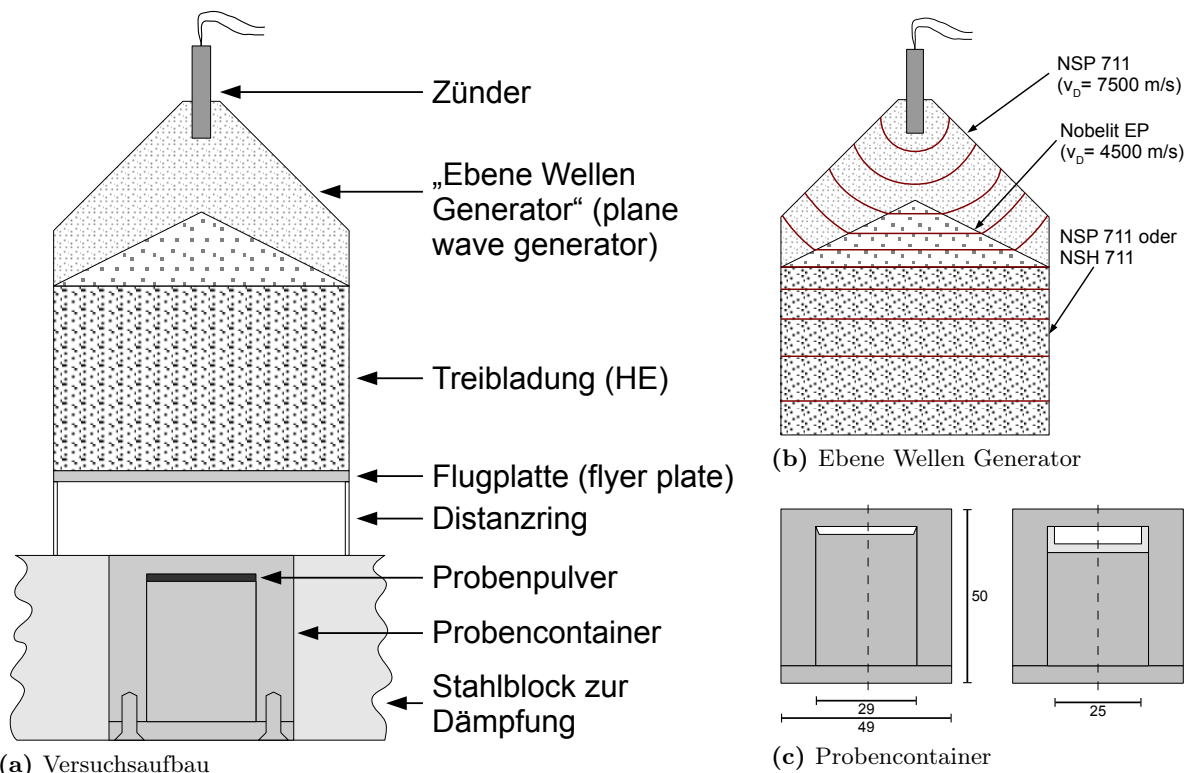 Zünder
„Ebene Wellen
Generator“ (plane
wave generator)
Treibladung (HE)
Flugplatte (flyer plate)
Distanzring
Probenpulver
Probencontainer
Stahlblock zur
Dämpfung
(a) Versuchsaufbau
NSP 711
(vD= 7500 m/s)
Nobelit EP
(vD= 4500 m/s)
NSP 711 oder
NSH 711
(b) Ebene Wellen Generator
50
29
49
25
(c) Probencontainer